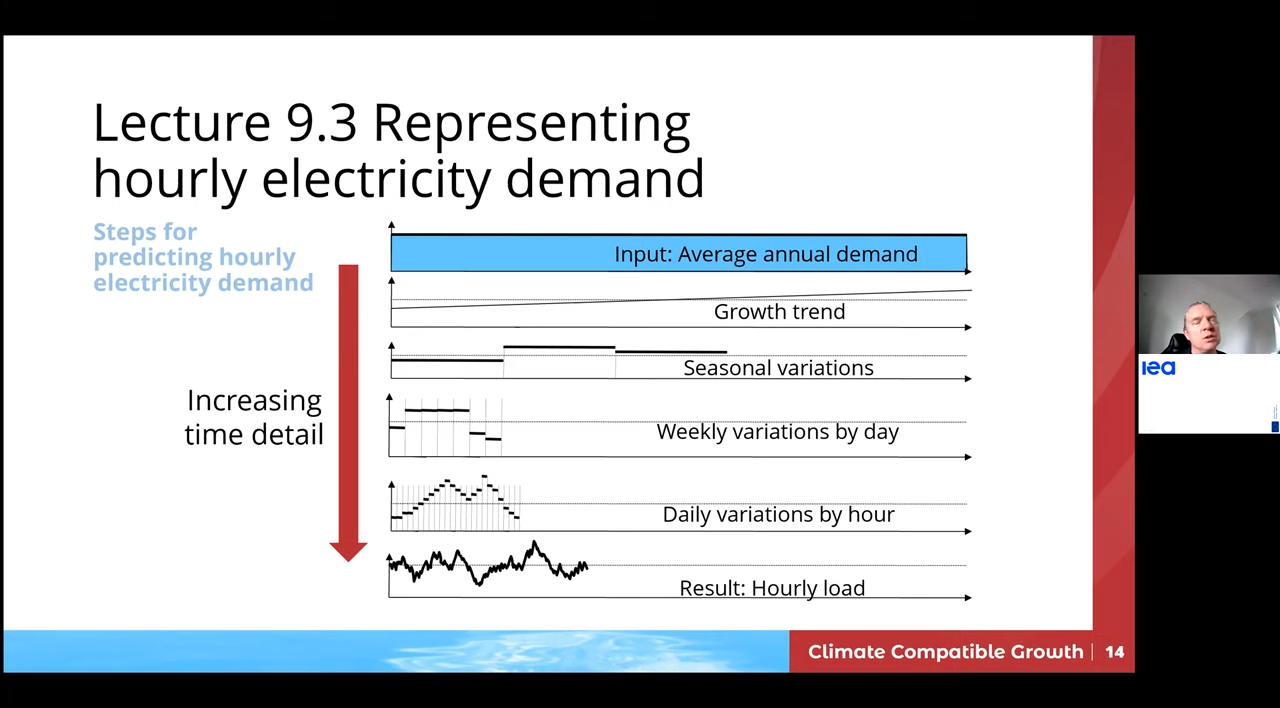 Lecture 9.3 Representing
hourly electricity demand
Steps for
predicting hourly
electricity demand
Input: Average annual demand
Growth trend
Seasonal variations
Increasing
time detail
Weekly variations by day
Daily variations by hour
Result: Hourly load
Climate Compatible Growth 14
iea